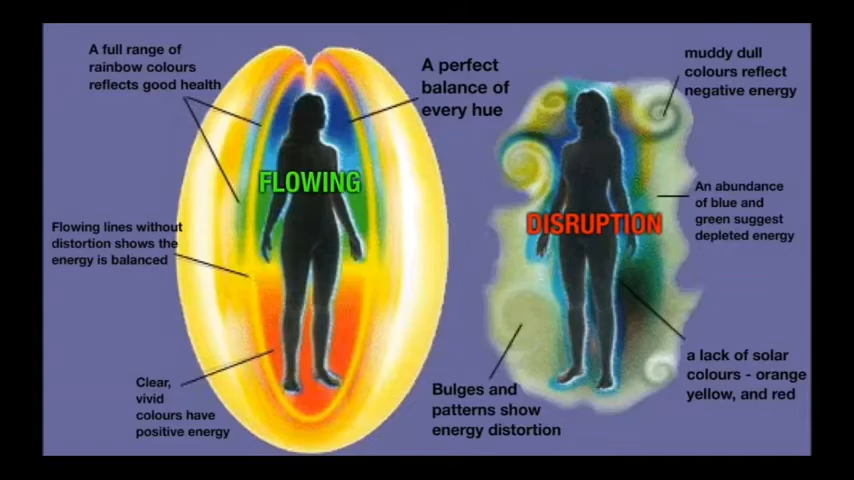 A full range of
rainbow colours
reflects good health
A perfect
balance of
every hue
FLOWING
Flowing lines without
distortion shows the
energy is balanced
Clear,
vivid
colours have
positive energy
muddy dull
colours reflect
negative energy
DISRUPTION
An abundance
of blue and
green suggest
depleted energy
a lack of solar
colours - orange
yellow, and red
Bulges and
patterns show
energy distortion